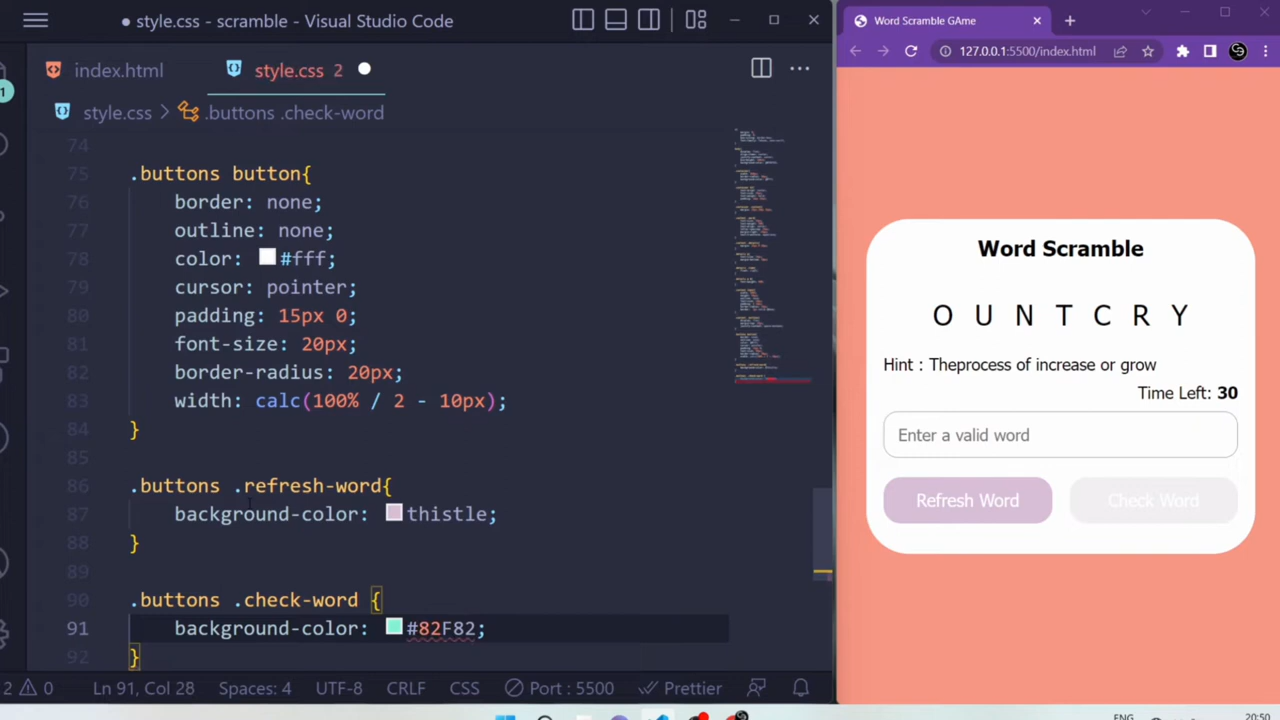 style.css - scramble - Visual Studio Code
index.html
style.css 2
style.css > .buttons .check-word
74
75 .buttons button{
76 border: none;
77 outline: none;
78 color: #fff;
79 cursor: pointer;
80 padding: 15px 0;
81 font-size: 20px;
82 border-radius: 20px;
83 width: calc(100% / 2 - 10px);
84 }
85
86 .buttons .refresh-word{
87 background-color: thistle;
88 }
89
90 .buttons .check-word {
91 background-color: #82F82;
92 }
1
2 0 Ln 91, Col 28 Spaces: 4 UTF-8 CRLF CSS Port : 5500 Prettier
Word Scramble GAme
127.0.0.1:5500/index.html
Word Scramble
O U N T C R Y
Hint : Theprocess of increase or grow
Time Left: 30
Enter a valid word
Refresh Word Check Word
ENG 20:50